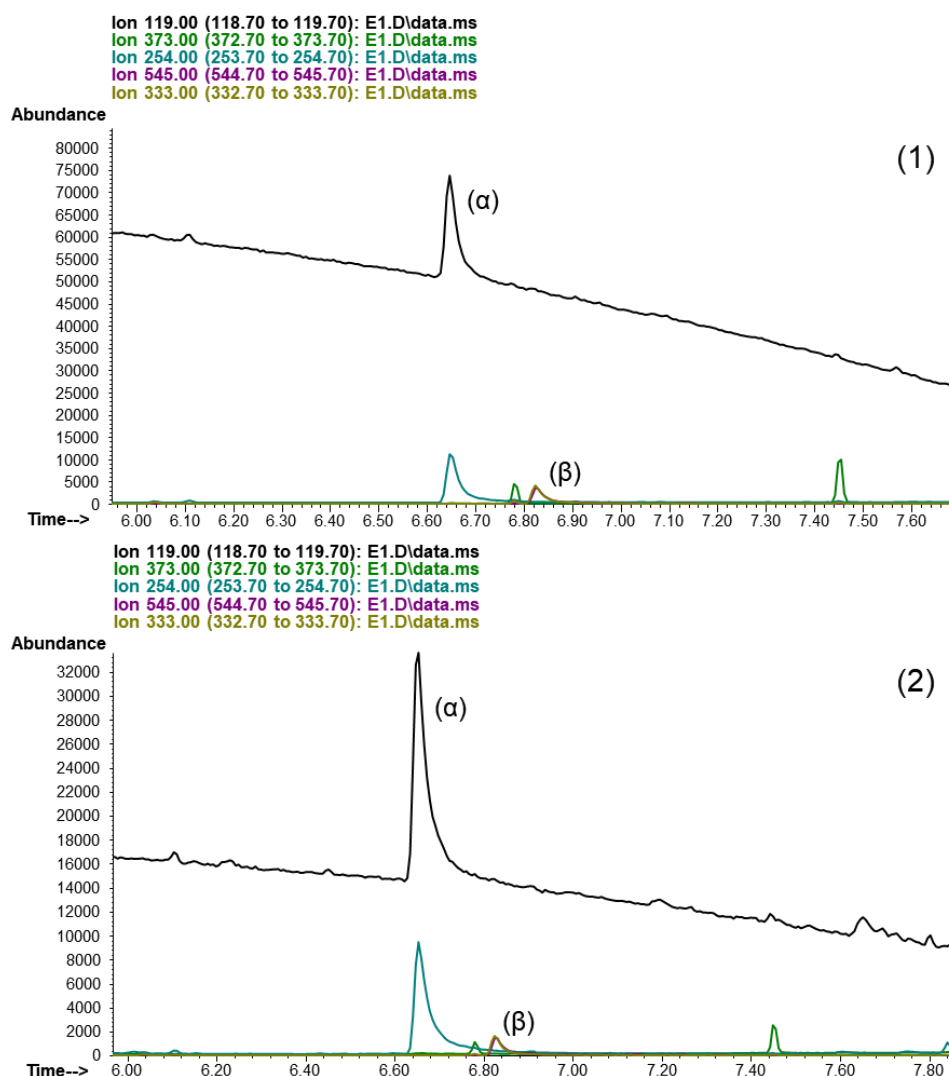 Ion 119.00 (118.70 to 119.70): E1.D\data.ms
Ion 373.00 (372.70 to 373.70): E1.D\data.ms
Ion 254.00 (253.70 to 254.70): E1.D\data.ms
Ion 545.00 (544.70 to 545.70): E1.D\data.ms
Ion 333.00 (332.70 to 333.70): E1.D\data.ms
Abundance
(1)
80000
75000
70000
(α)
65000
60000
55000
50000
45000
40000
35000
30000
25000
20000
15000
10000
(β)
5000
0
6.00 6.10 6.20 6.30 6.40 6.50 6.60 6.70 6.80 6.90 7.00 7.10 7.20 7.30 7.40 7.50 7.60
Time-->
Ion 119.00 (118.70 to 119.70): E1.D\data.ms
Ion 373.00 (372.70 to 373.70): E1.D\data.ms
Ion 254.00 (253.70 to 254.70): E1.D\data.ms
Ion 545.00 (544.70 to 545.70): E1.D\data.ms
Ion 333.00 (332.70 to 333.70): E1.D\data.ms
Abundance
(2)
32000
30000
(α)
28000
26000
24000
22000
20000
18000
16000
14000
12000
10000
8000
6000
4000
(β)
2000
0
6.00 6.20 6.40 6.60 6.80 7.00 7.20 7.40 7.60 7.80
Time-->